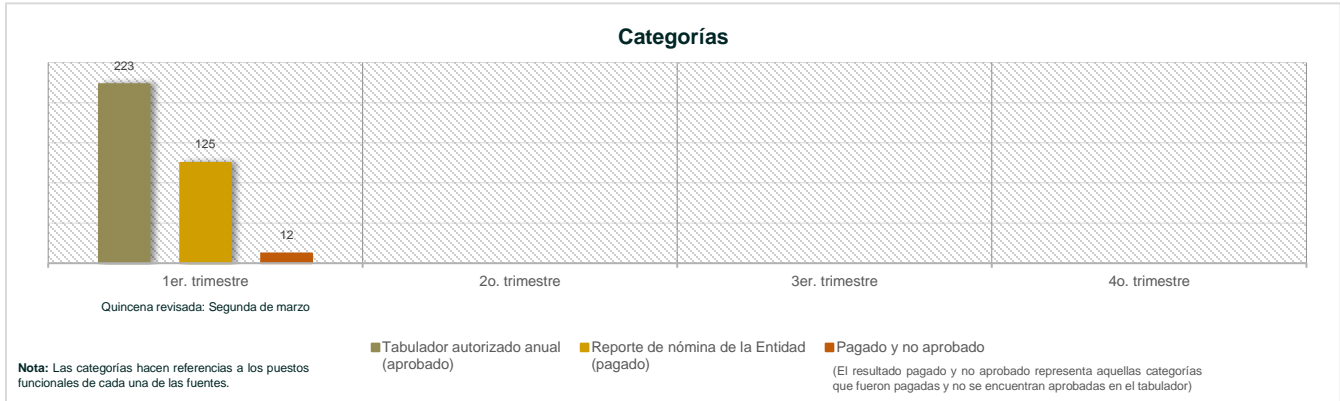 Categorías
223
125
12
1er. trimestre
2o. trimestre
3er. trimestre
4o. trimestre
Quincena revisada: Segunda de marzo
Tabulador autorizado anual
(aprobado)
Reporte de nómina de la Entidad
(pagado)
Pagado y no aprobado
(El resultado pagado y no aprobado representa aquellas categorías
que fueron pagadas y no se encuentran aprobadas en el tabulador)
Nota: Las categorías hacen referencias a los puestos
funcionales de cada una de las fuentes.